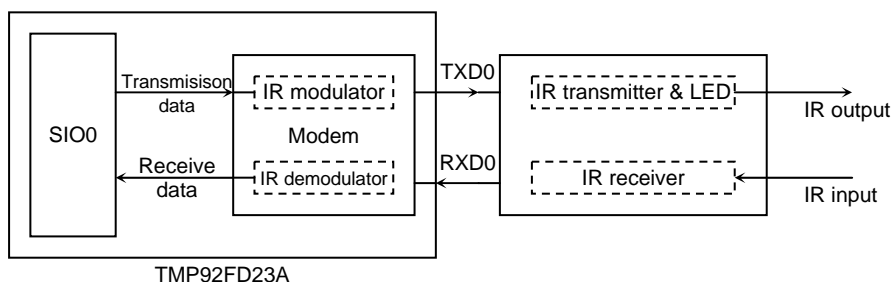 TXD0
Transmisison
data
IR modulator
IR transmitter & LED
IR output
SIO0
Modem
Receive
data
RXD0
IR demodulator
IR receiver
IR input
TMP92FD23A